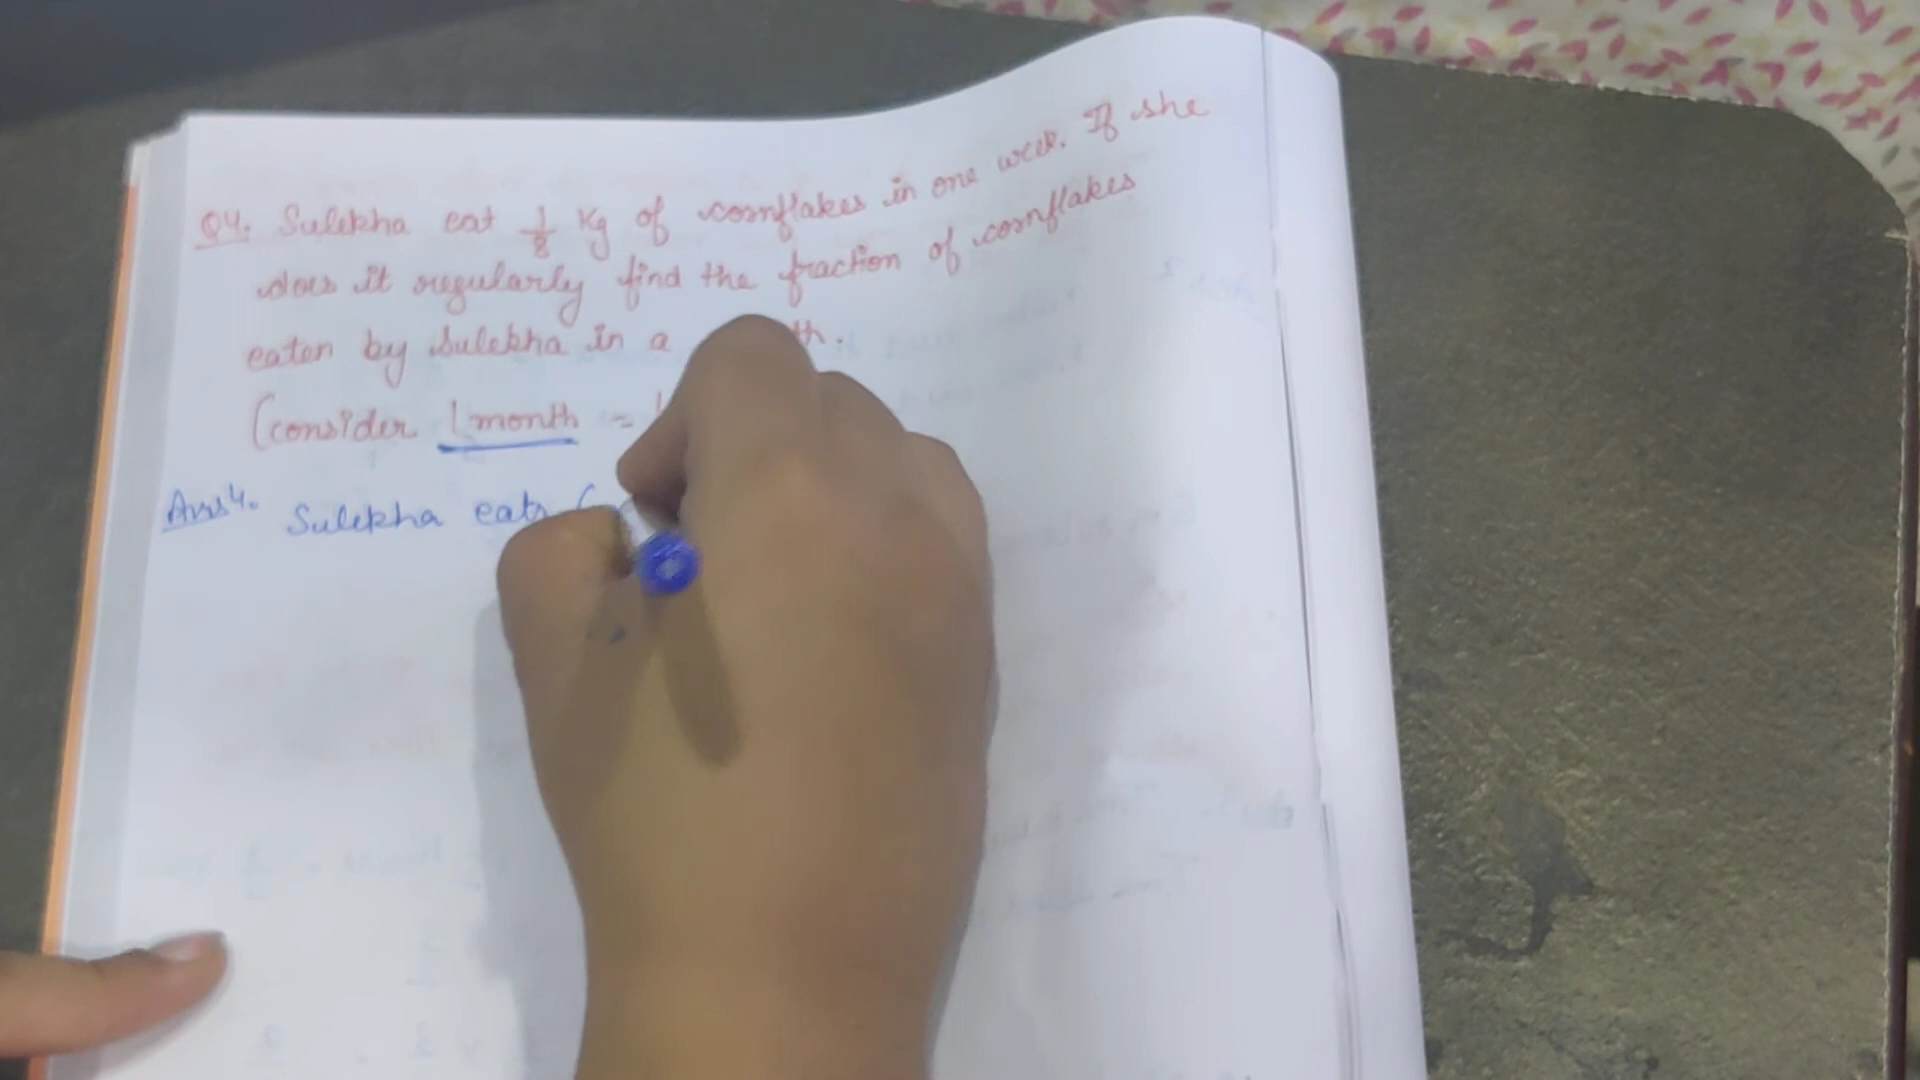 Q4. Sulekha eat 1/8 Kg of cornflakes in one week. If she
does it regularly find the fraction of cornflakes
eaten by Sulekha in a th.
(consider 1 month =
Ans4. Sulekha eats (